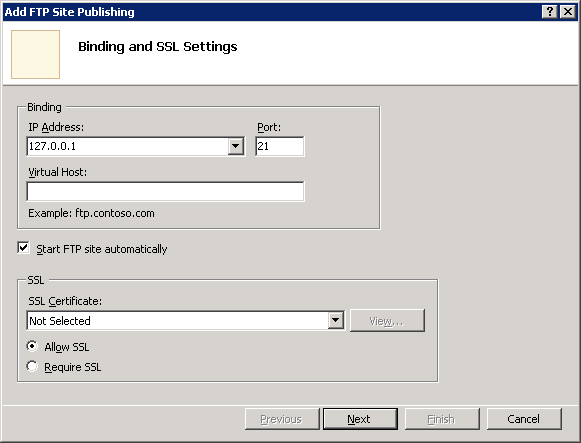 Add FTP Site Publishing
Binding and SSL Settings
Binding
IP Address:
Port:
127.0.0.1
21
Virtual Host:
Example: ftp.contoso.com
Start FTP site automatically
SSL
SSL Certificate:
Not Selected
View...
Allow SSL
Require SSL
Previous
Next
Finish
Cancel